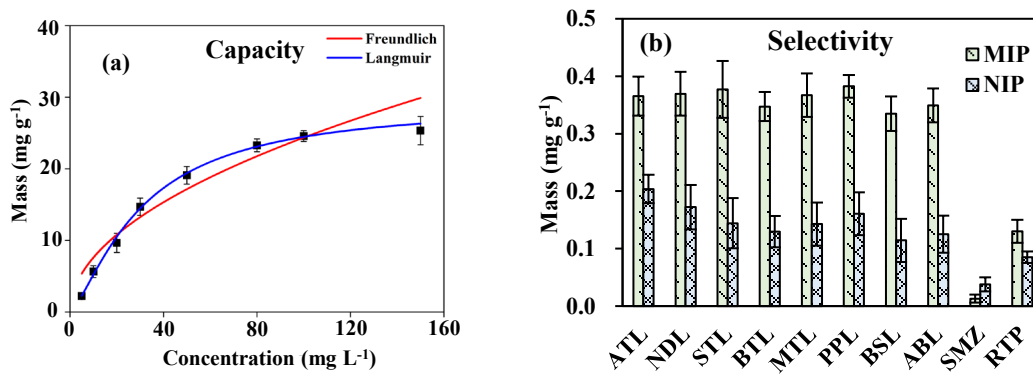 (a)
Capacity
Freundlich
Langmuir
Mass (mg g-1)
40
30
20
10
0
0
40
80
120
160
Concentration (mg L-1)
(b)
Selectivity
MIP
NIP
Mass (mg g-1)
0.5
0.4
0.3
0.2
0.1
0.0
ATL
NDL
STL
BTL
MTL
PPL
BSL
ABL
SMZ
RTP